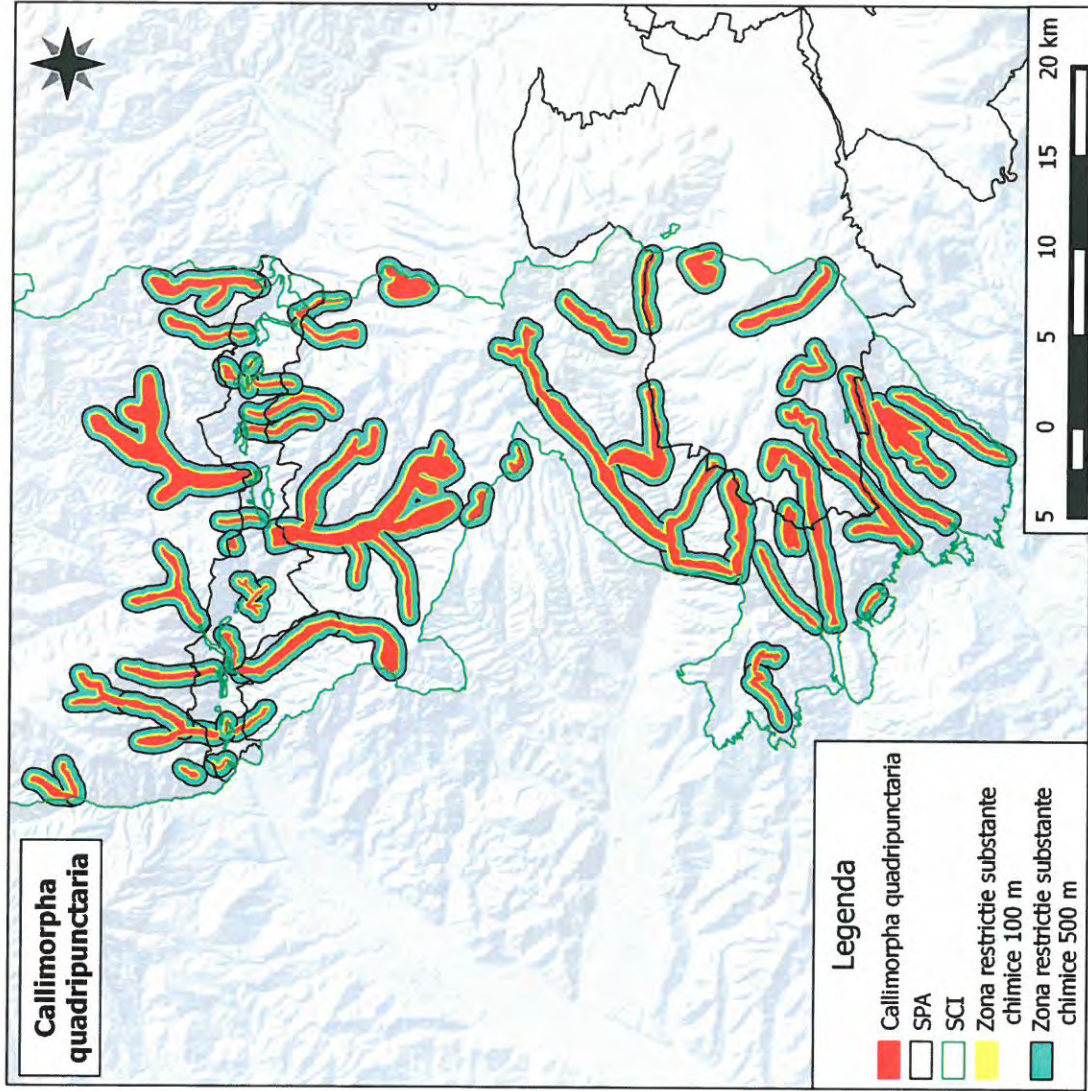 Callimorpha
quadripunctaria
Legenda
Callimorpha quadripunctaria
SPA
SCI
Zona restrictie substante
chimice 100 m
Zona restrictie substante
chimice 500 m
5 0 5 10 15 20 km